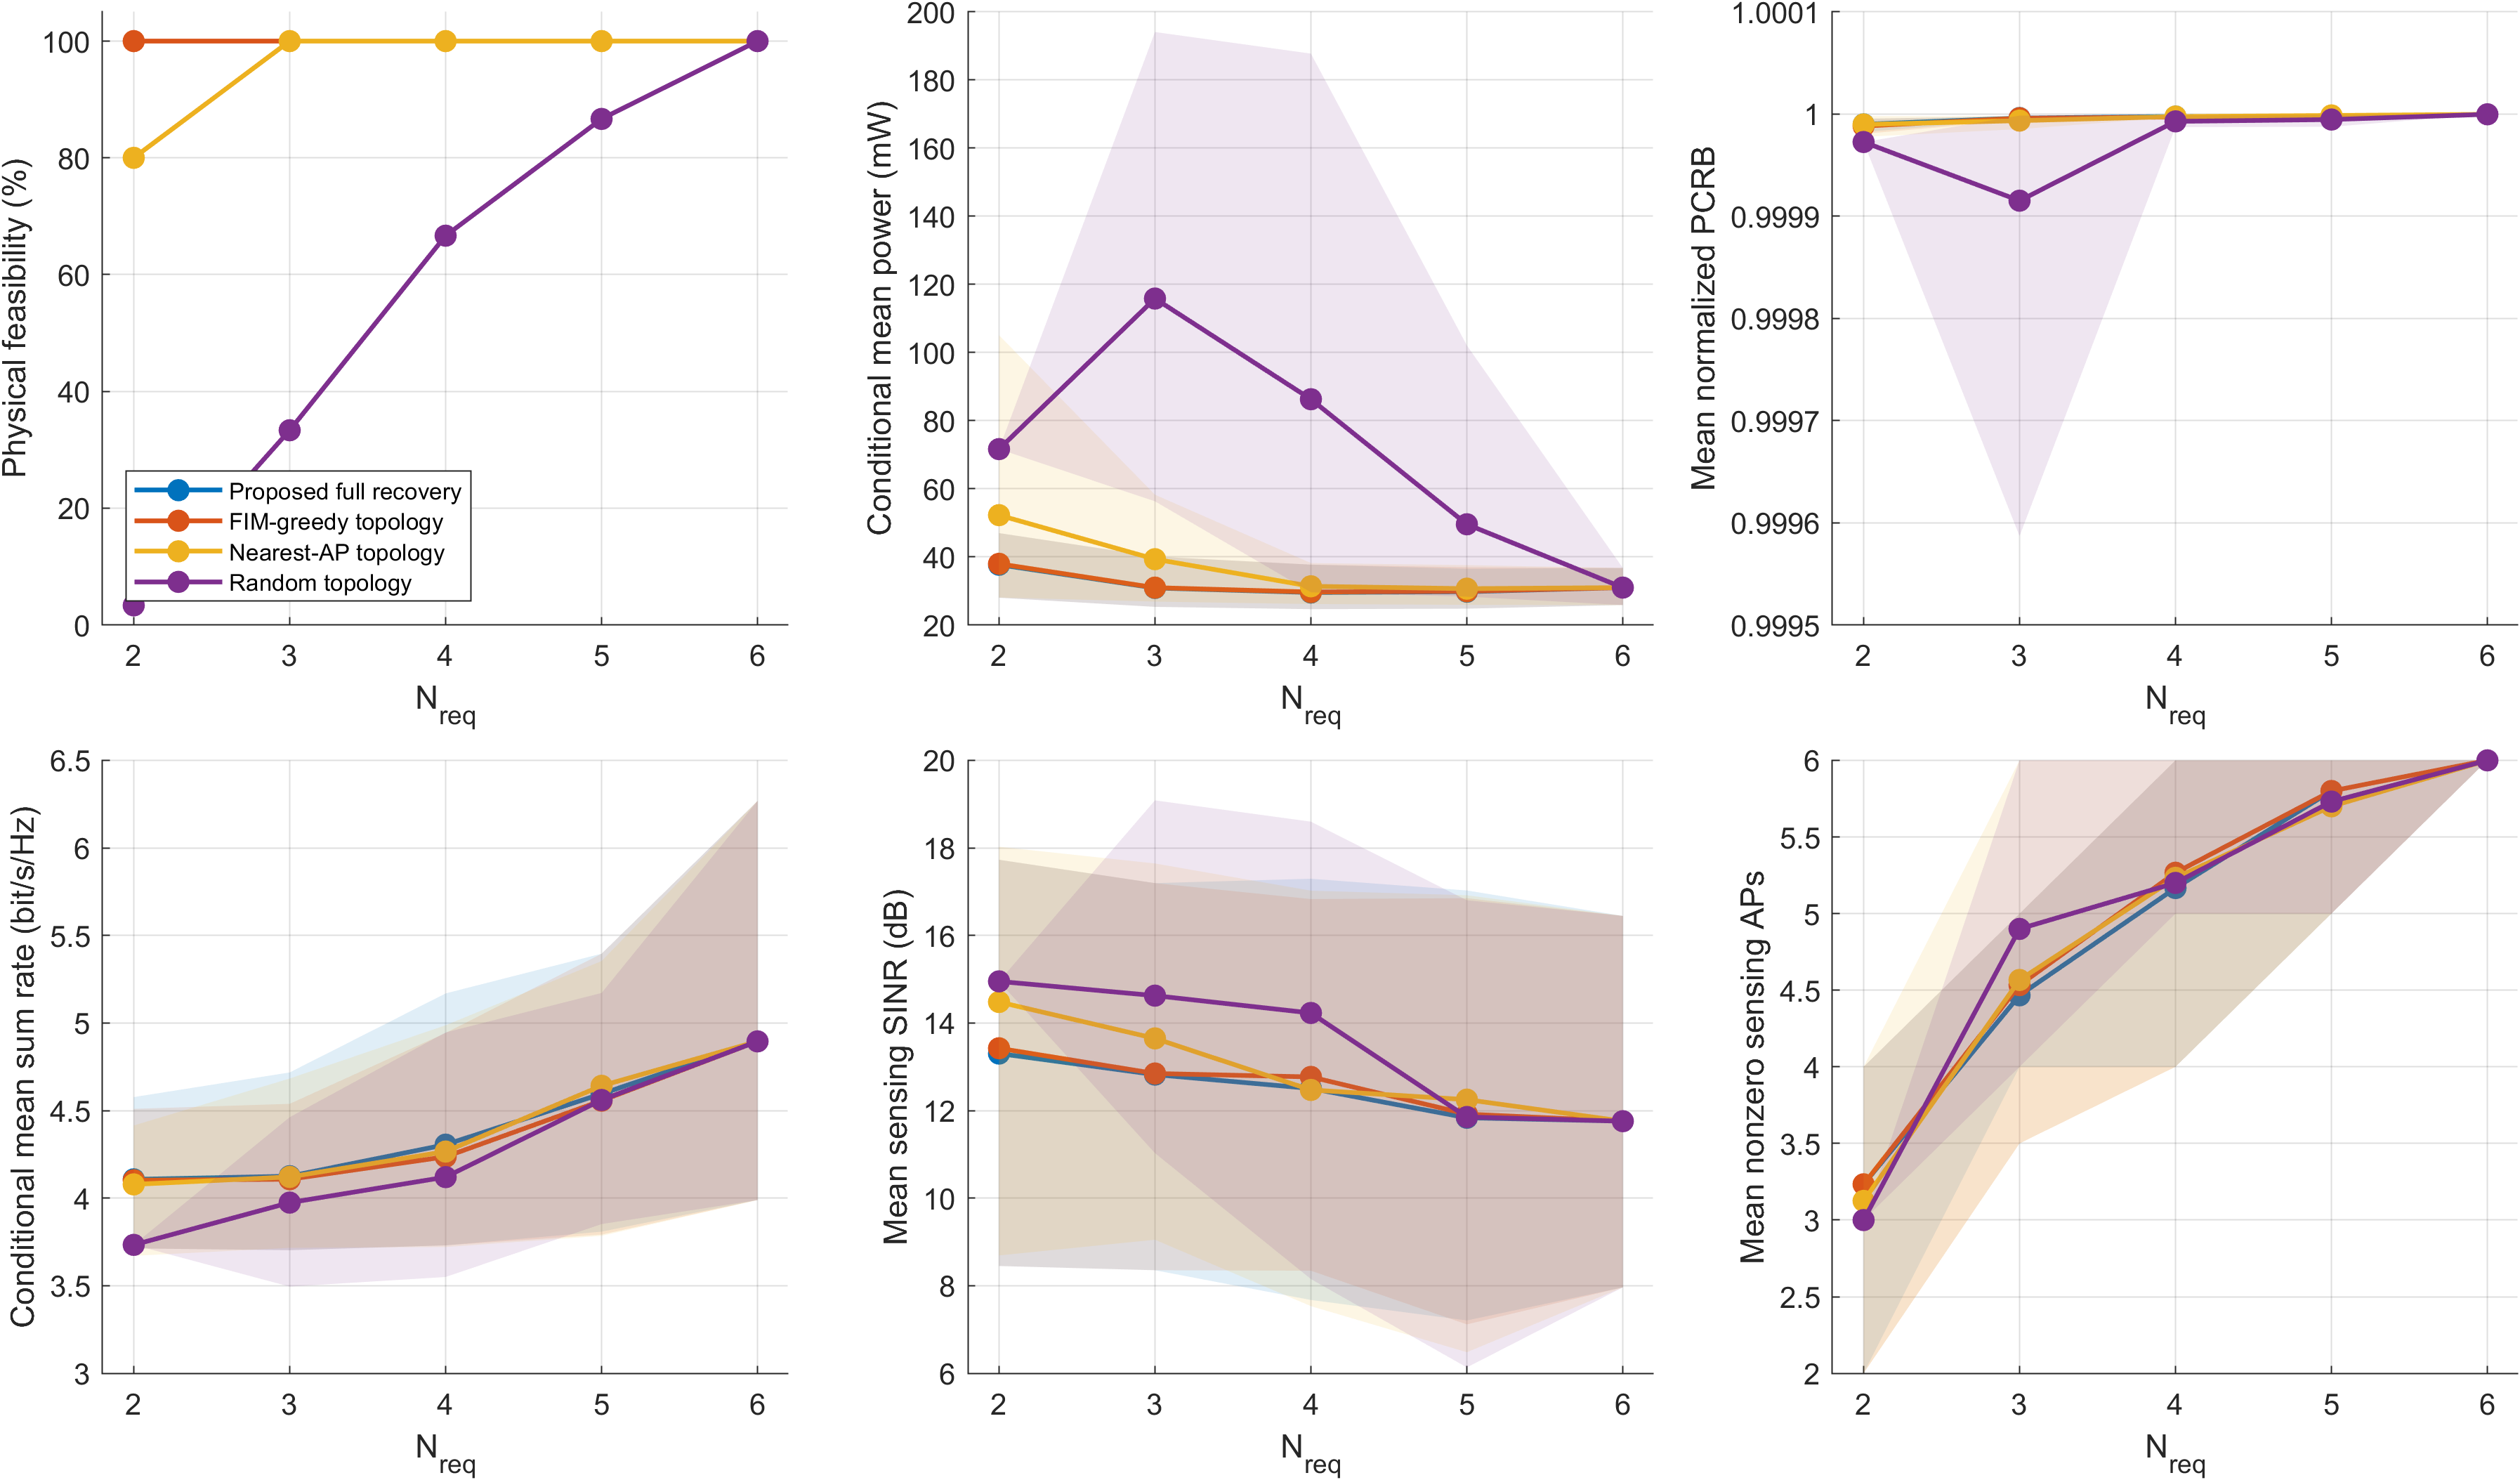 Physical feasibility (%)
100
80
60
40
20
0
2 3 4 5 6
N_req
Proposed full recovery
FIM-greedy topology
Nearest-AP topology
Random topology
Conditional mean power (mW)
200
180
160
140
120
100
80
60
40
20
2 3 4 5 6
N_req
Mean normalized PCRB
1.0001
1
0.9999
0.9998
0.9997
0.9996
0.9995
2 3 4 5 6
N_req
Conditional mean sum rate (bit/s/Hz)
6.5
6
5.5
5
4.5
4
3.5
3
2 3 4 5 6
N_req
Mean sensing SINR (dB)
20
18
16
14
12
10
8
6
2 3 4 5 6
N_req
Mean nonzero sensing APs
6
5.5
5
4.5
4
3.5
3
2.5
2
2 3 4 5 6
N_req